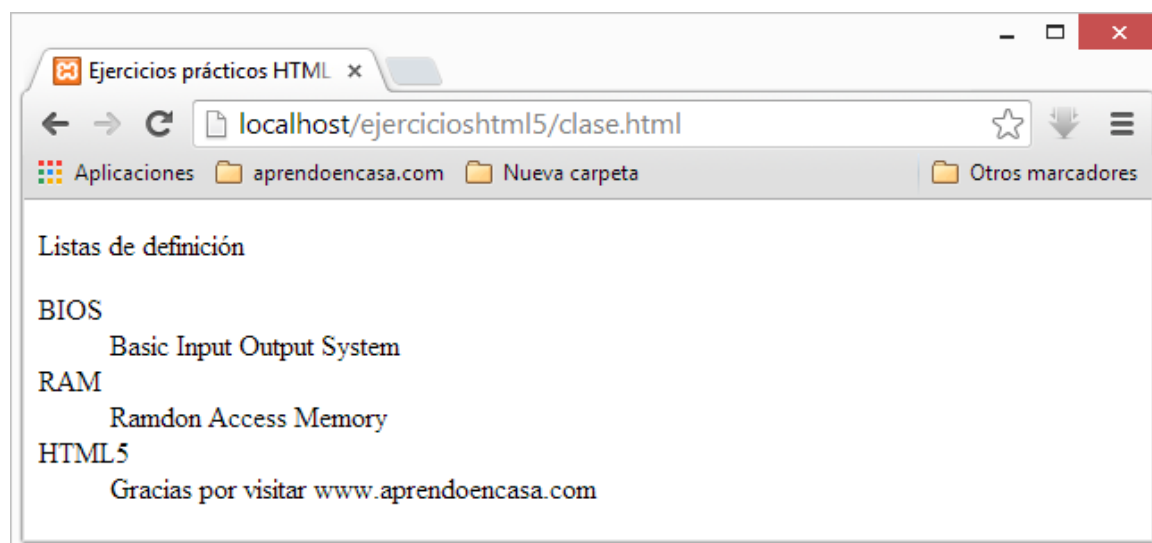 Ejercicios prácticos HTML
localhost/ejercicioshtml5/clase.html
Aplicaciones aprendoencasa.com Nueva carpeta Otros marcadores
Listas de definición
BIOS
Basic Input Output System
RAM
Ramdon Access Memory
HTML5
Gracias por visitar www.aprendoencasa.com